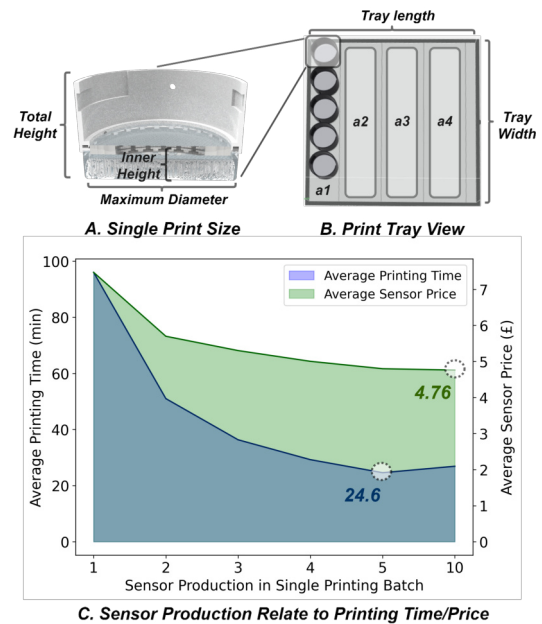 Tray length
Total
Height
Inner
Height
Maximum Diameter
a1
a2
a3
a4
Tray
Width
A. Single Print Size
B. Print Tray View
100
80
60
40
20
0
Average Printing Time (min)
Average Printing Time
Average Sensor Price
4.76
24.6
7
6
5
4
3
2
1
0
Average Sensor Price (£)
1 2 3 4 5 10
Sensor Production in Single Printing Batch
C. Sensor Production Relate to Printing Time/Price